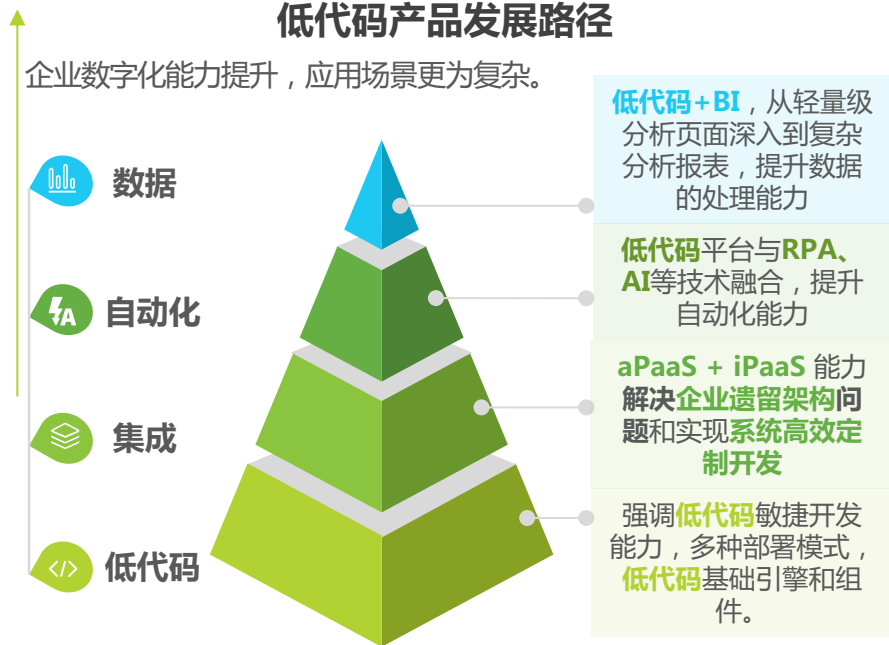 低代码产品发展路径
企业数字化能力提升，应用场景更为复杂。
数据
自动化
A
集成
</>
低代码
低代码+BI，从轻量级
分析页面深入到复杂
分析报表，提升数据
的处理能力
低代码平台与RPA、
AI等技术融合，提升
自动化能力
aPaaS + iPaaS 能力
解决企业遗留架构问
题和实现系统高效定
制开发
强调低代码敏捷开发
能力，多种部署模式，
低代码基础引擎和组
件。